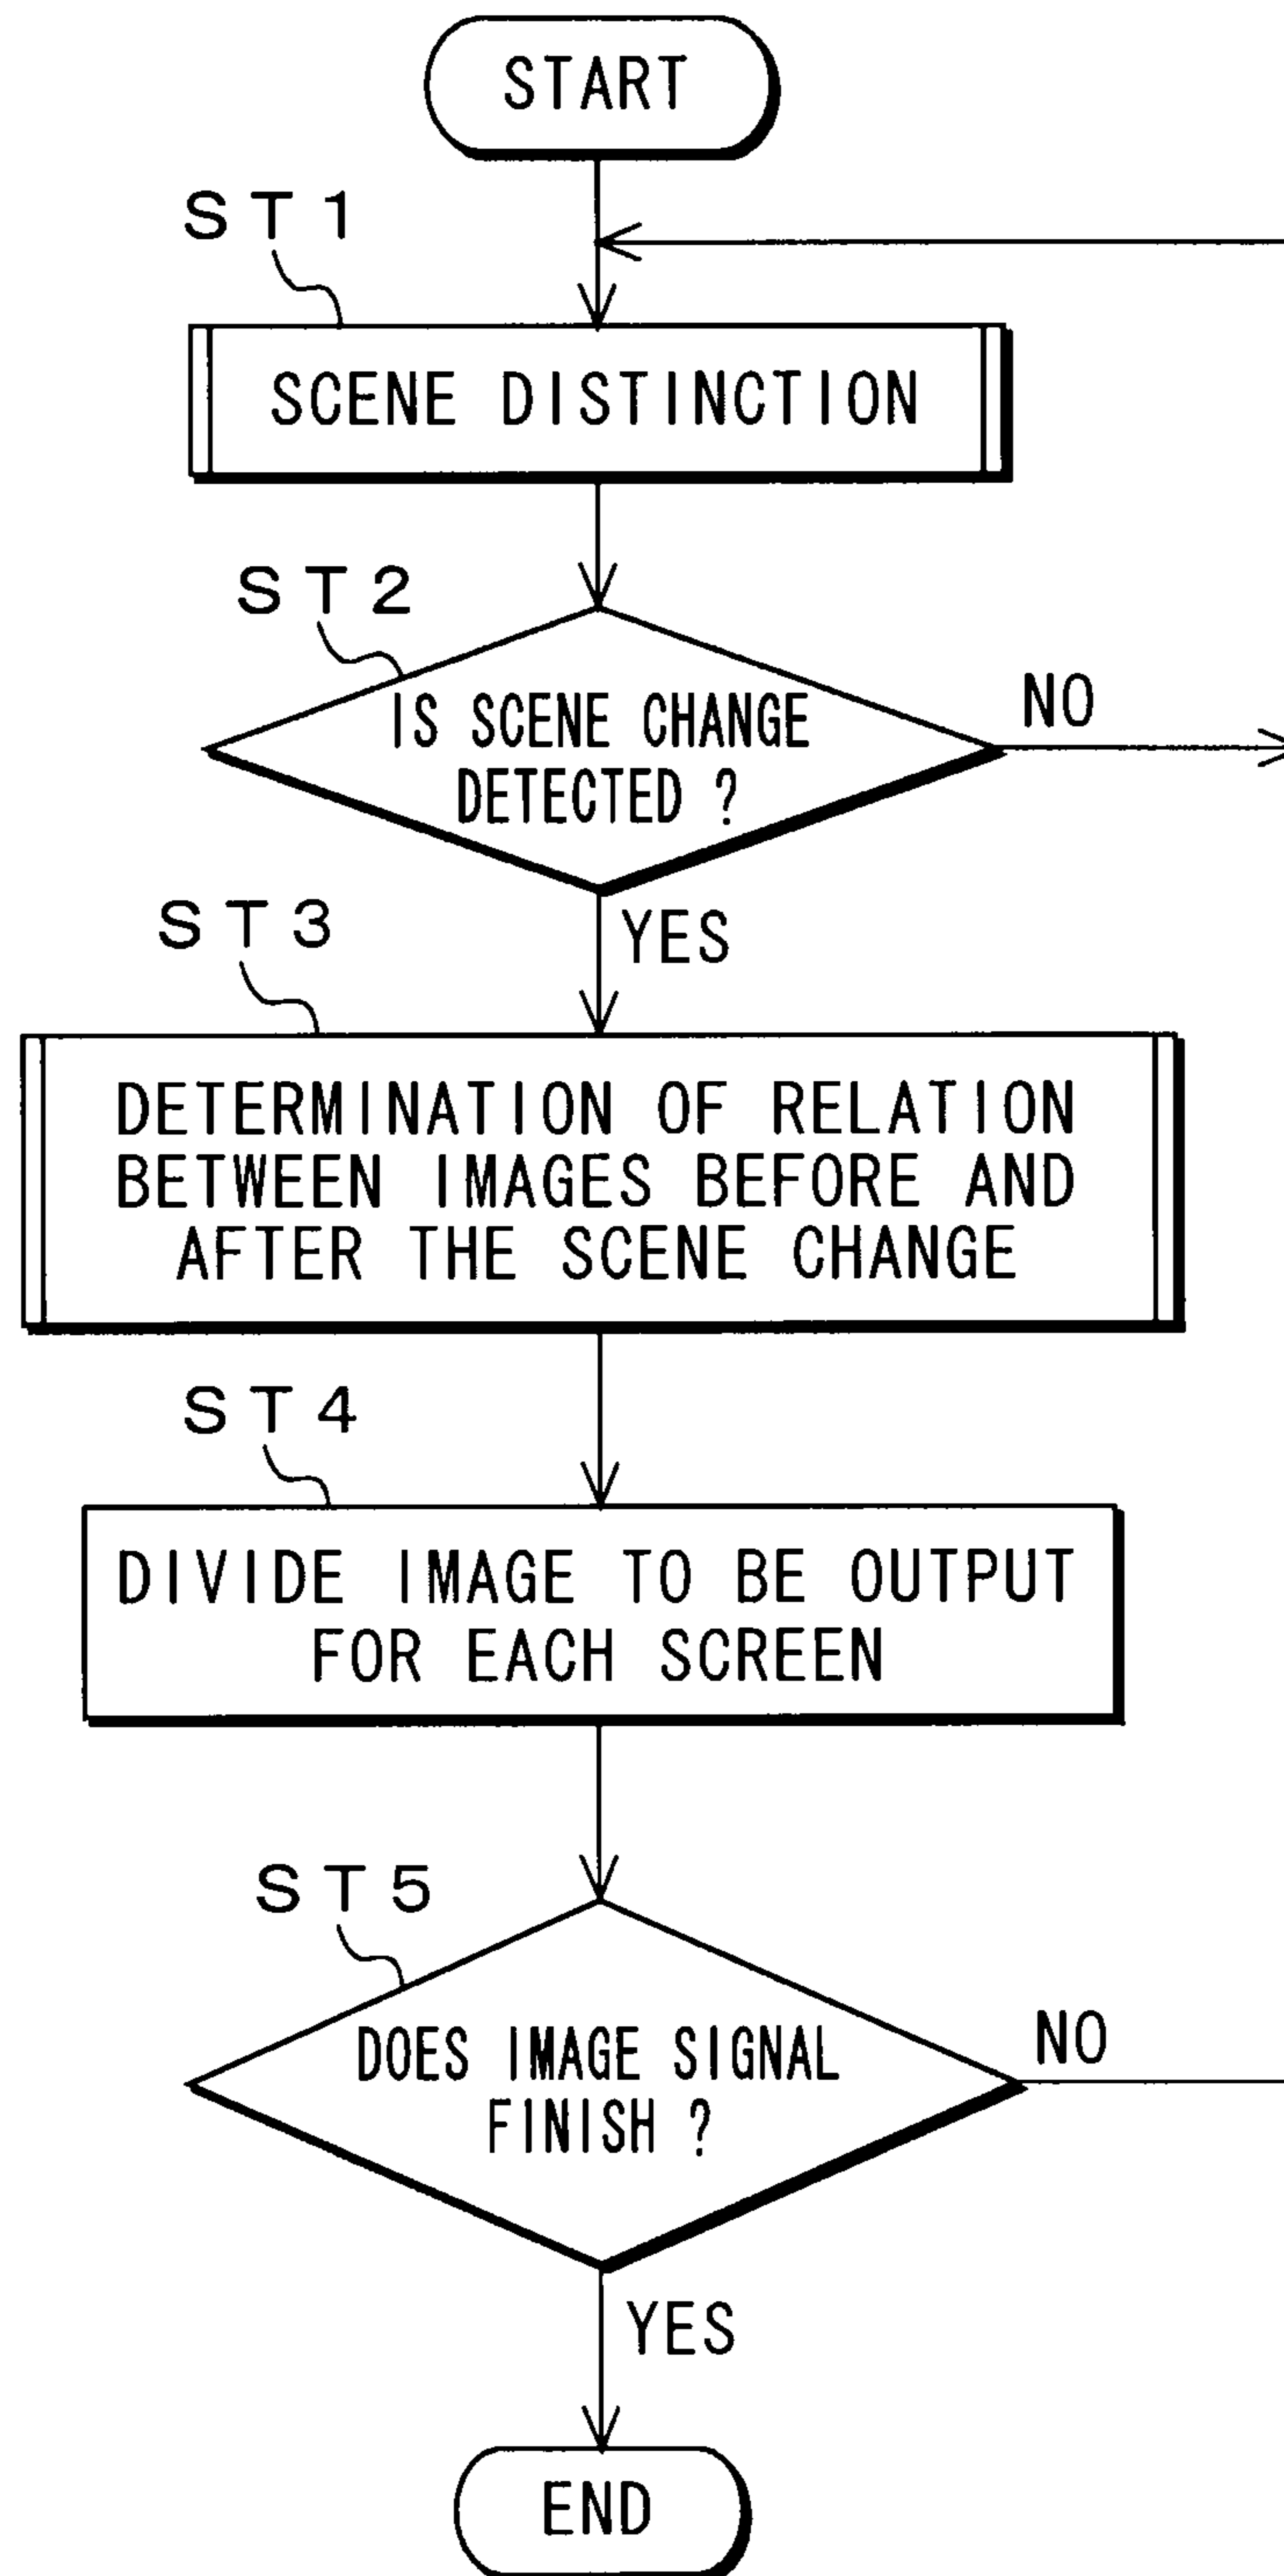 START
ST1
SCENE DISTINCTION
ST2
IS SCENE CHANGE
DETECTED ?
NO
YES
ST3
DETERMINATION OF RELATION
BETWEEN IMAGES BEFORE AND
AFTER THE SCENE CHANGE
ST4
DIVIDE IMAGE TO BE OUTPUT
FOR EACH SCREEN
ST5
DOES IMAGE SIGNAL
FINISH ?
NO
YES
END